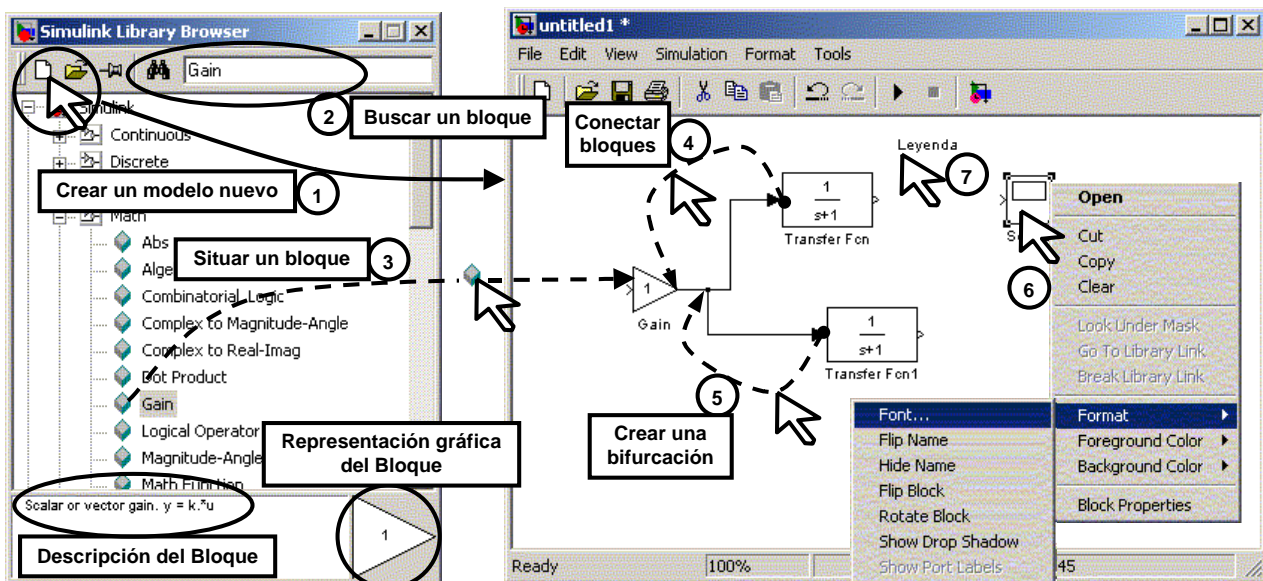 Simulink Library Browser
Gain
Simulink
Continuous
Discrete
Math
Abs
Combinatorial Logic
Complex to Magnitude-Angle
Complex to Real-Imag
Dot Product
Gain
Logical Operator
Math Function
Scalar or vector gain. y = k.*u
1
2
Buscar un bloque
Crear un modelo nuevo
1
Situar un bloque
3
Representación gráfica
del Bloque
Descripción del Bloque
untitled1 *
File Edit View Simulation Format Tools
Conectar
bloques
4
Leyenda
7
1
s+1
Transfer Fcn
1
Gain
1
s+1
Transfer Fcn1
5
Crear una
bifurcación
6
Open
Cut
Copy
Clear
Look Under Mask
Go To Library Link
Break Library Link
Format
Foreground Color
Background Color
Block Properties
Font...
Flip Name
Hide Name
Flip Block
Rotate Block
Show Drop Shadow
Show Port Labels
Ready
100%
45